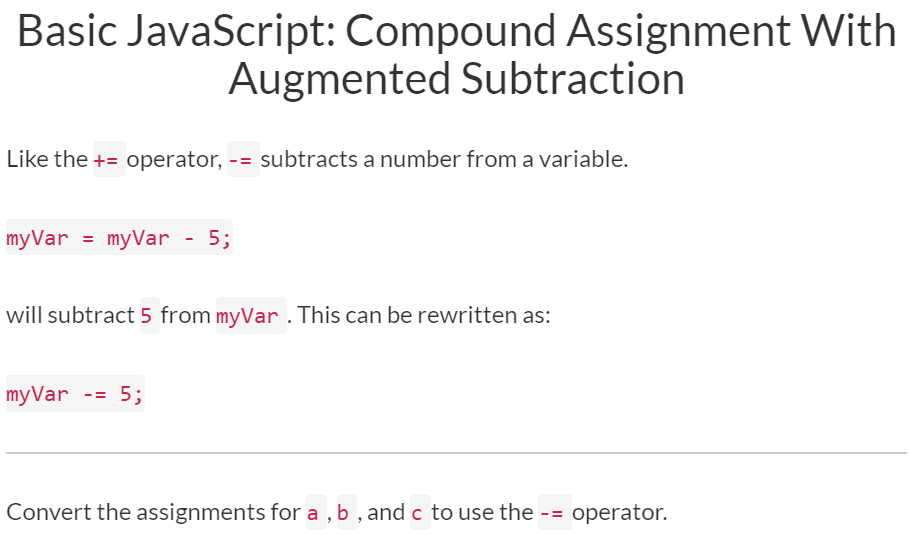 Basic JavaScript: Compound Assignment With
Augmented Subtraction
Like the += operator, -= subtracts a number from a variable.
myVar = myVar - 5;
will subtract 5 from myVar . This can be rewritten as:
myVar -= 5;
Convert the assignments for a , b , and c to use the -= operator.